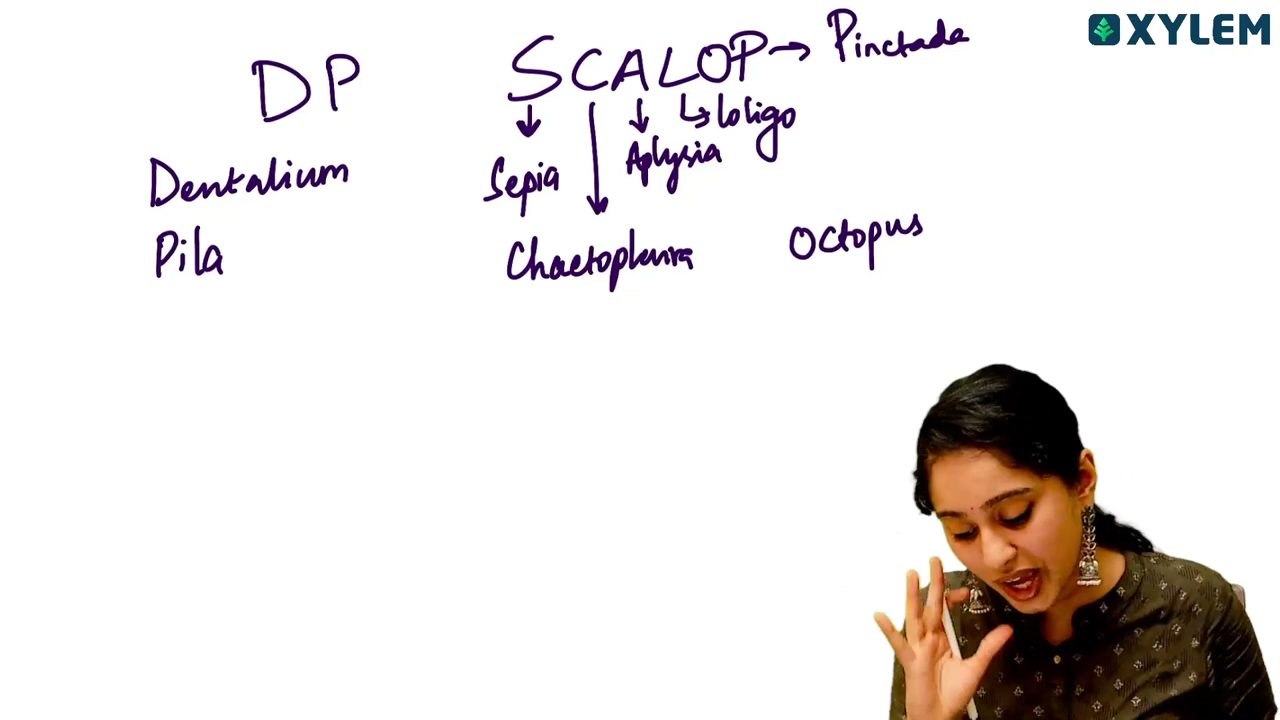 XYLEM
DP
SCALOP → Pinctada
Loligo
Aplysia
Dentalium
Sepia
Pila
Chaetopleura
Octopus